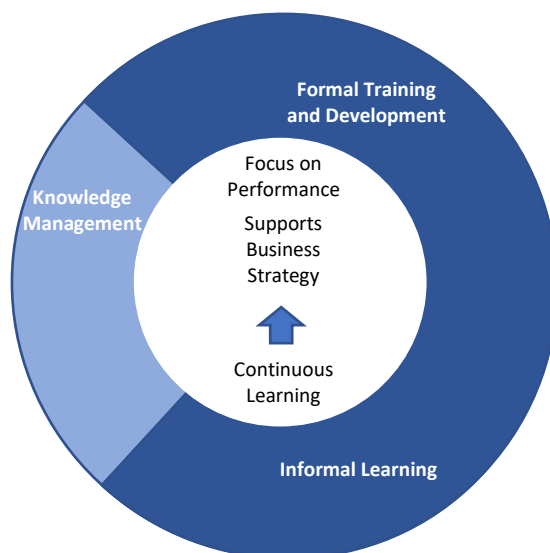 Formal Training
and Development
Focus on
Performance
Knowledge
Management
Supports
Business
Strategy
Continuous
Learning
Informal Learning